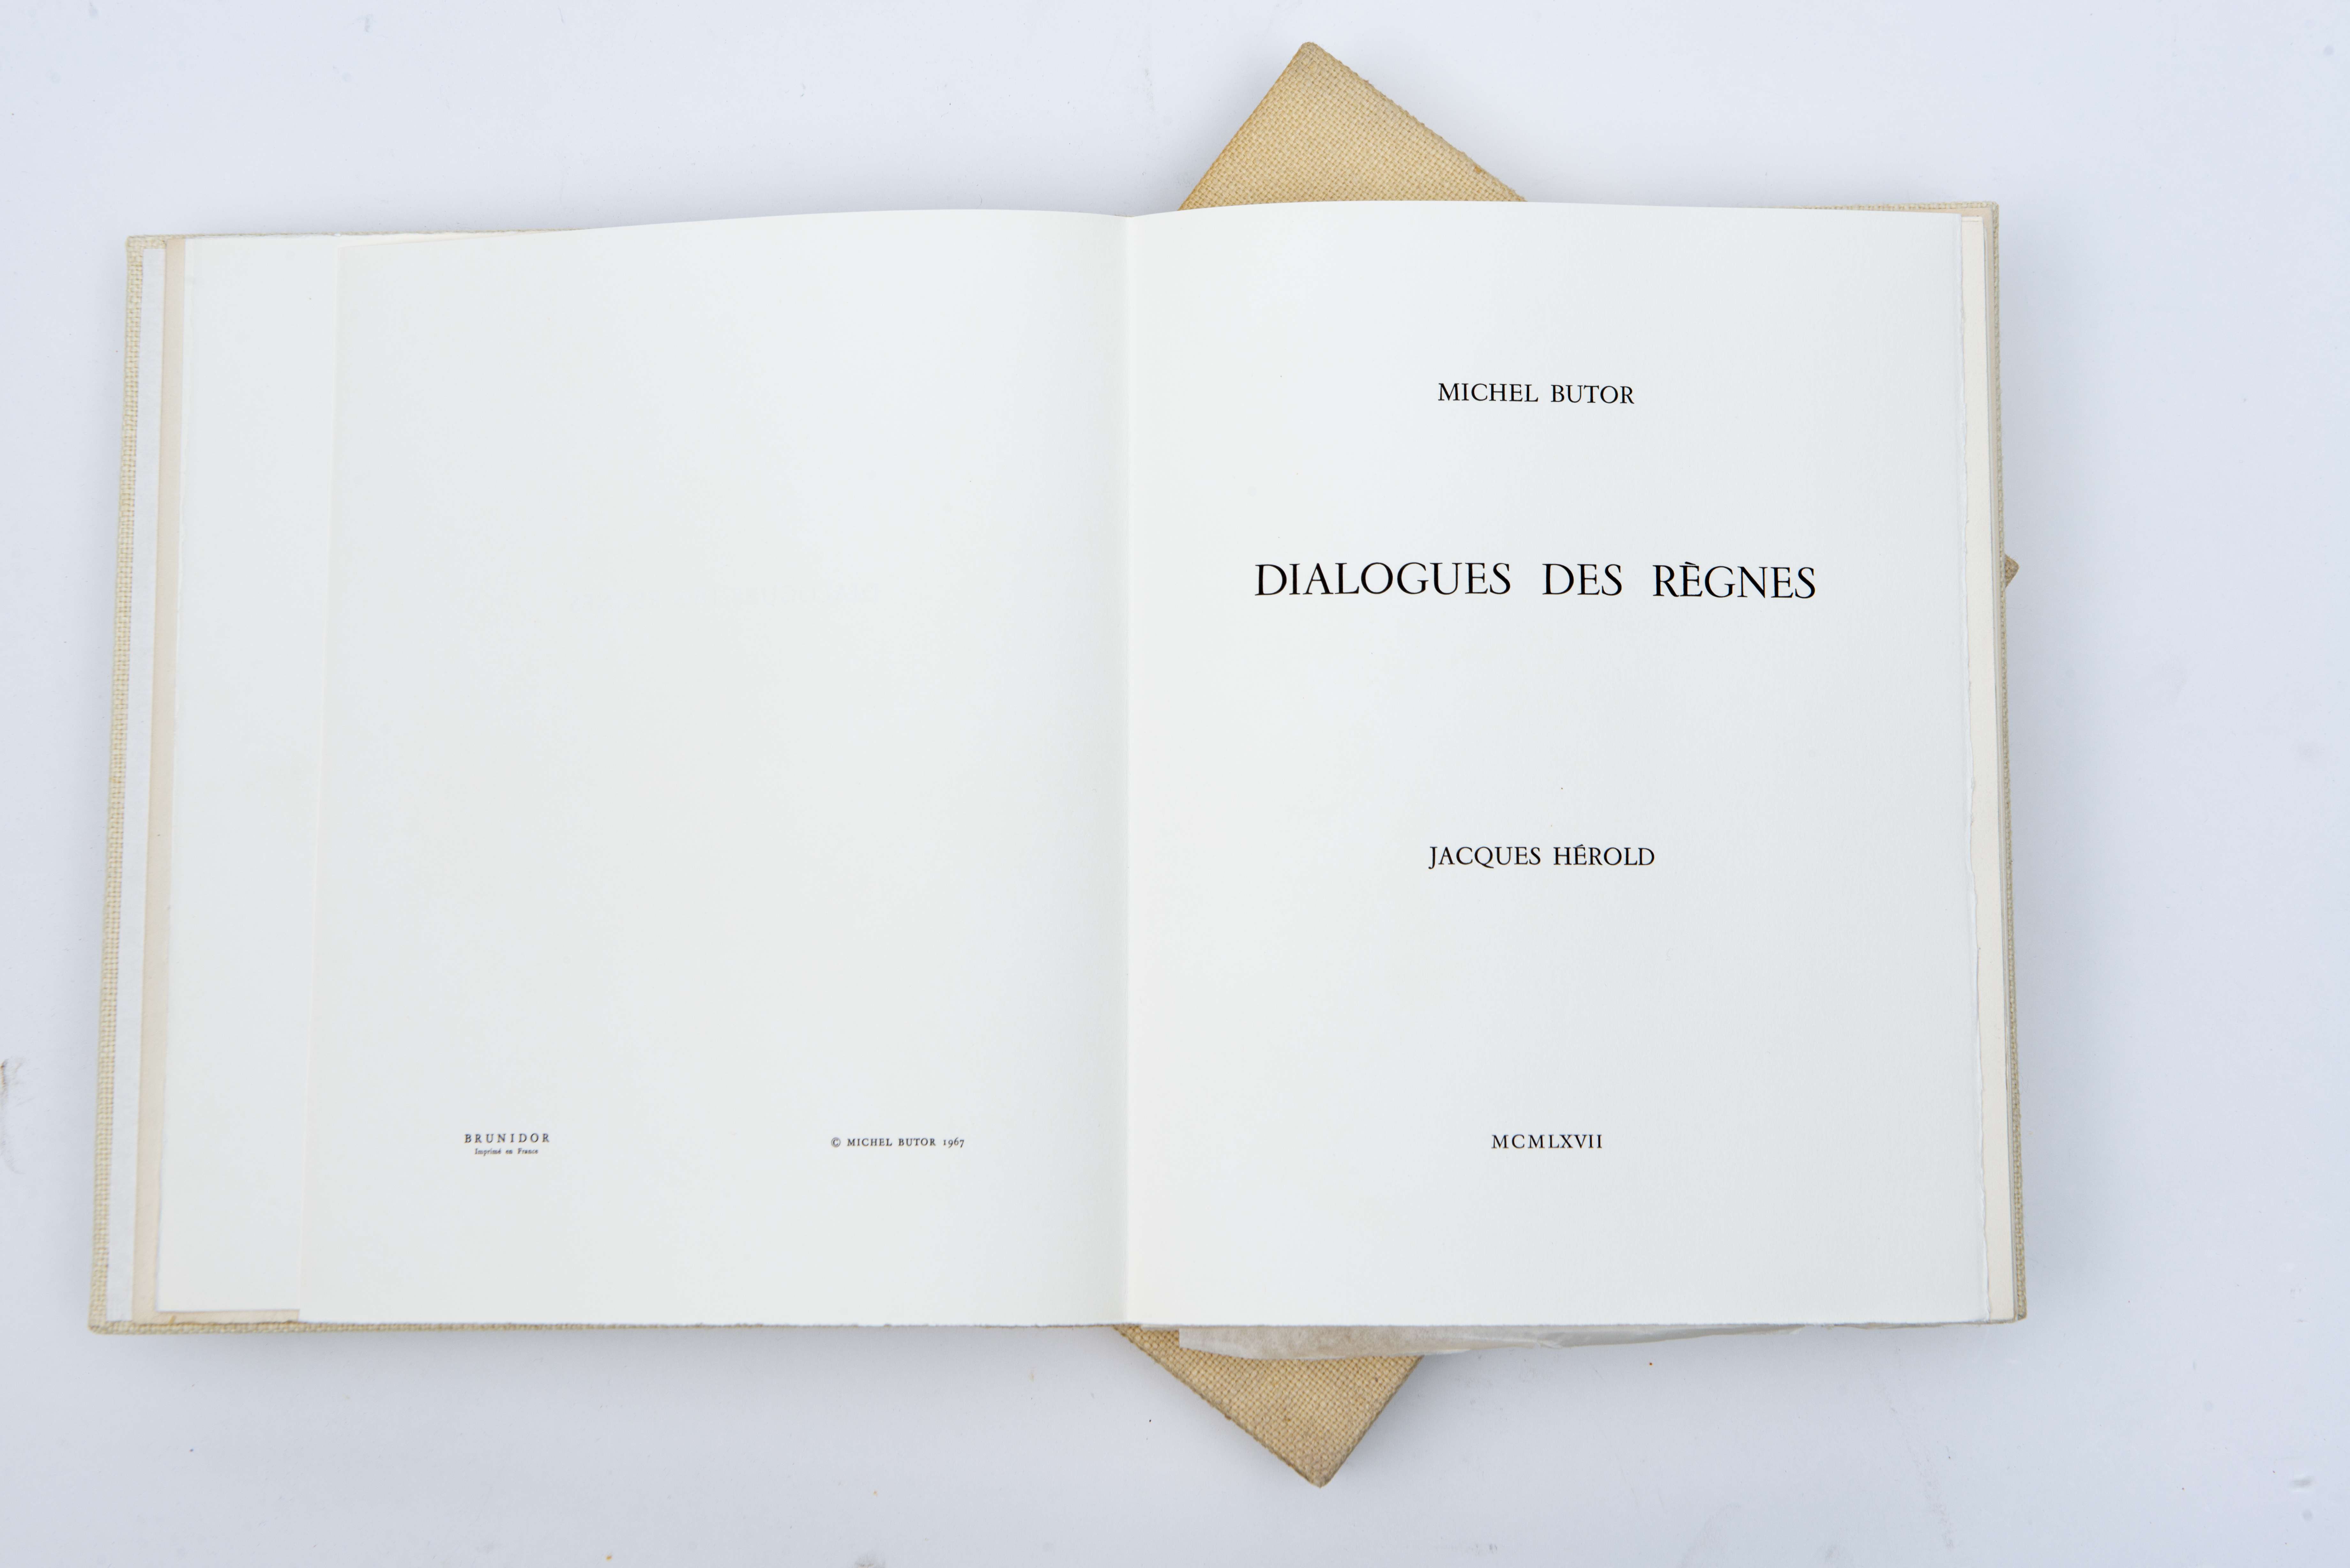 BRUNIDOR
Imprimé en France
© MICHEL BUTOR 1967
MICHEL BUTOR
DIALOGUES DES RÈGNES
JACQUES HÉROLD
MCMLXVII